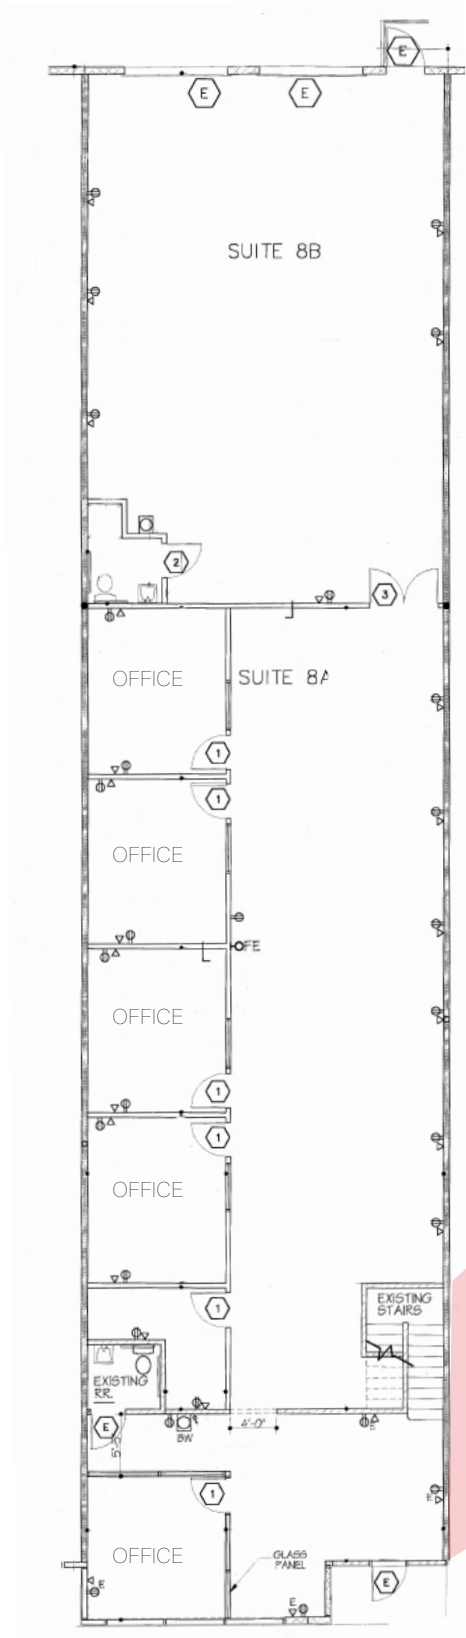 E
E
E
SUITE 8B
2
3
OFFICE
SUITE 8A
1
1
OFFICE
FE
OFFICE
1
1
OFFICE
1
EXISTING
STAIRS
EXISTING
RR.
E
BW
4'-0"
E
1
E
OFFICE
GLASS
PANEL
E
E
E